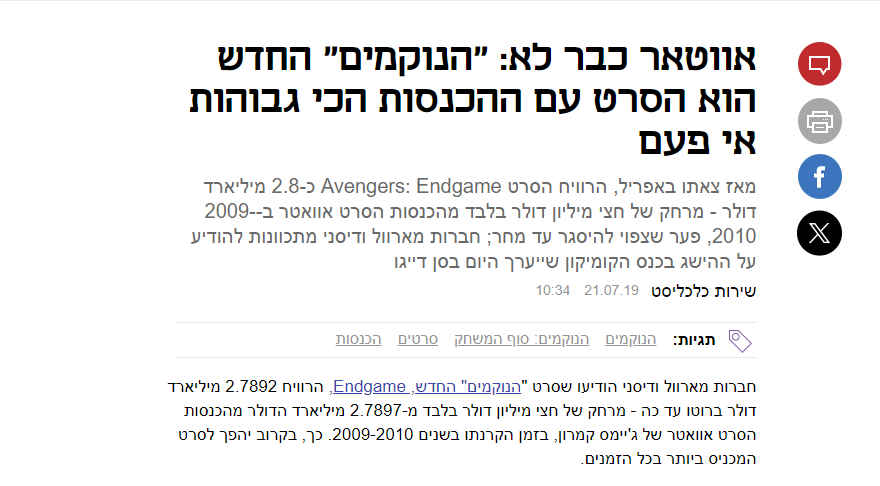 אווטאר כבר לא: "הנוקמים" החדש
הוא הסרט עם ההכנסות הכי גבוהות
אי פעם
מאז צאתו באפריל, הרוויח הסרט Avengers: Endgame כ-2.8 מיליארד
דולר - מרחק של חצי מיליון דולר בלבד מהכנסות הסרט אוואטר ב-2009-
2010, פער שצפוי להיסגר עד מחר; חברות מארוול ודיסני מתכוונות להודיע
על ההישג בכנס הקומיקון שייערך היום בסן דייגו
שירות כלכליסט 21.07.19 10:34
תגיות: הנוקמים הנוקמים: סוף המשחק סרטים הכנסות
חברות מארוול ודיסני הודיעו שסרט "הנוקמים" החדש, Endgame, הרוויח 2.7892 מיליארד
דולר ברוטו עד כה - מרחק של חצי מיליון דולר בלבד מ-2.7897 מיליארד הדולר מהכנסות
הסרט אוואטר של ג'יימס קמרון, בזמן הקרנתו בשנים 2009-2010. כך, בקרוב יהפך לסרט
המכניס ביותר בכל הזמנים.